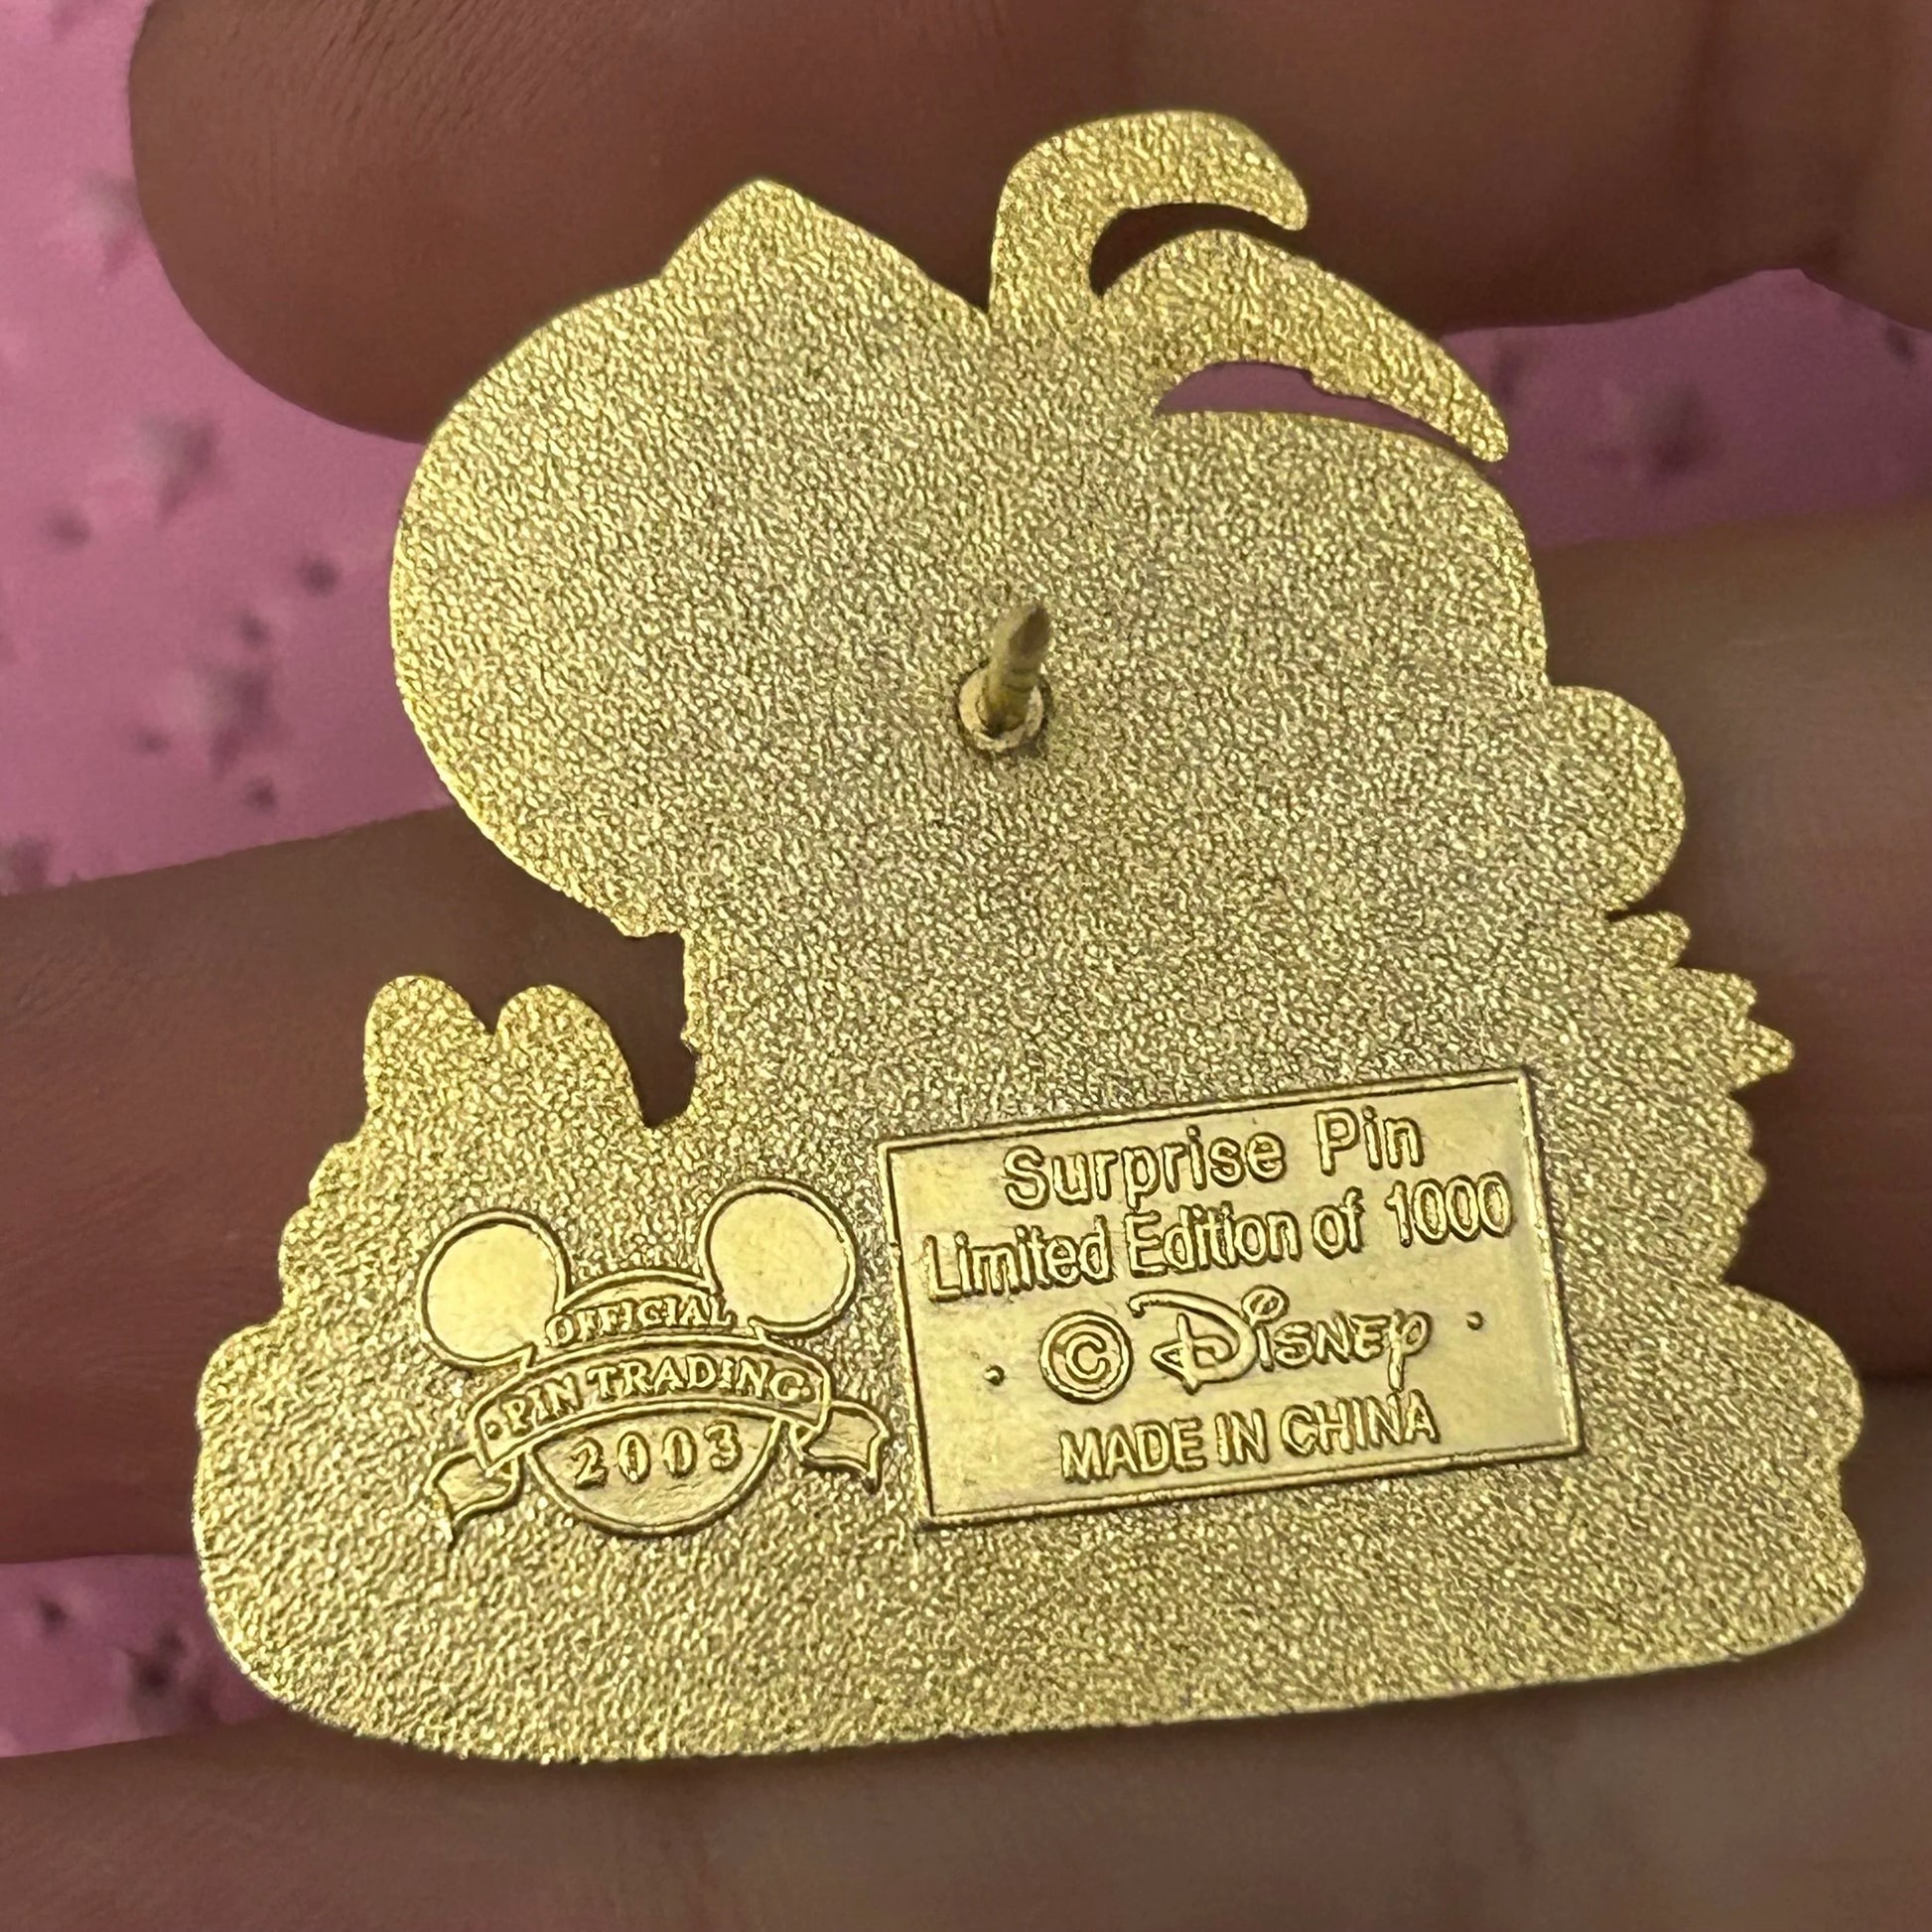 OFFICIAL
·PIN TRADING·
2003
Surprise Pin
Limited Edition of 1000
· © Disney ·
MADE IN CHINA